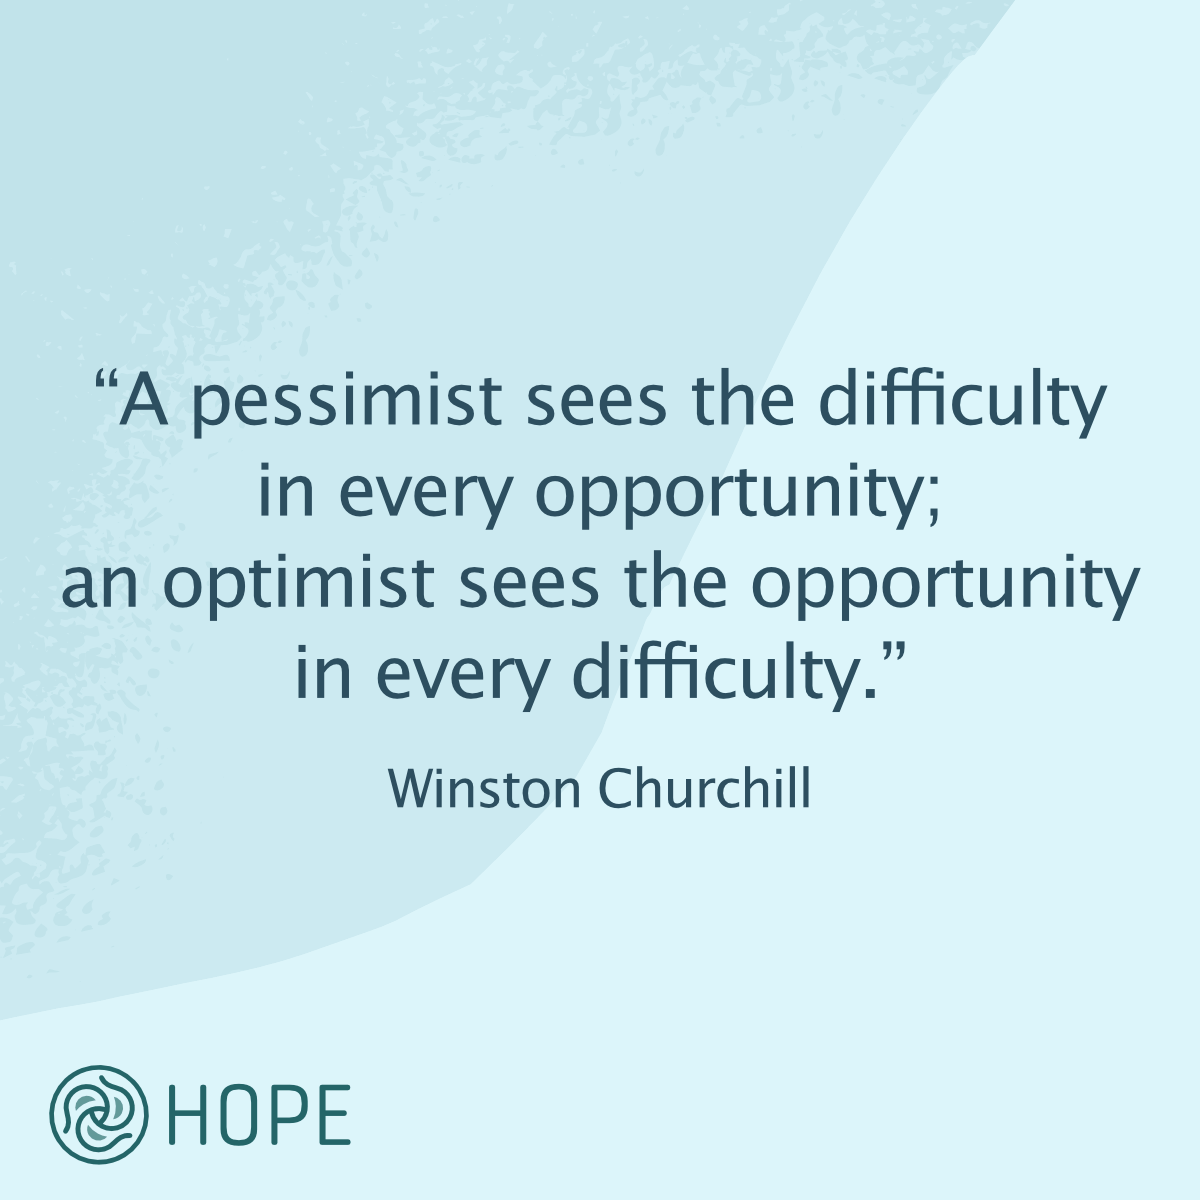 “A pessimist sees the difficulty
in every opportunity;
an optimist sees the opportunity
in every difficulty.”
Winston Churchill
HOPE